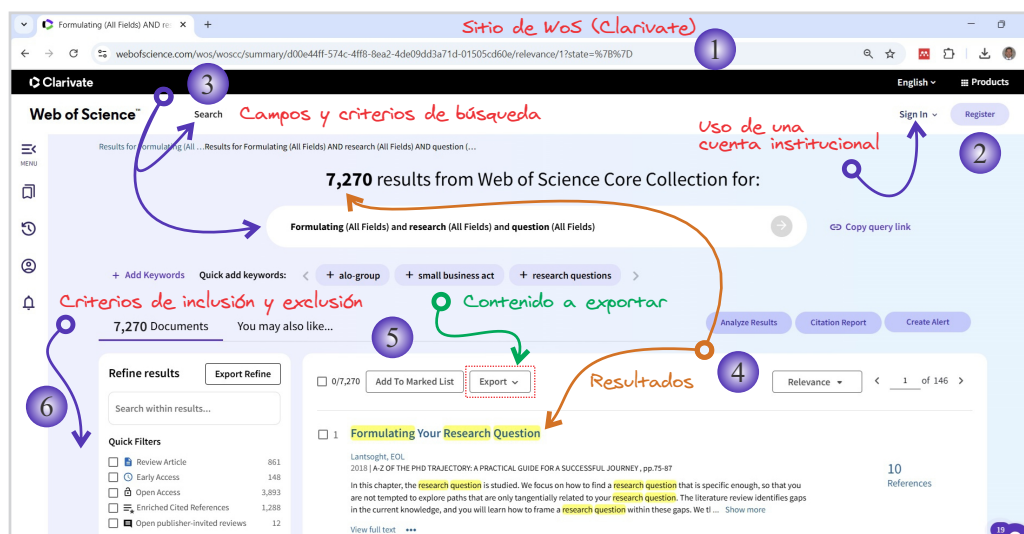 Formulating (All Fields) AND re
Sitio de WoS (Clarivate)
1
webofscience.com/wos/woscc/summary/d00e44ff-574c-4ff8-8ea2-4de09dd3a71d-01505cd60e/relevance/1?state=%7B%7D
Clarivate
English
Products
3
Web of Science™
Search
Campos y criterios de búsqueda
Sign In
Register
Uso de una
cuenta institucional
2
MENU
Results for Formulating (All ...Results for Formulating (All Fields) AND research (All Fields) AND question (...
7,270 results from Web of Science Core Collection for:
Formulating (All Fields) and research (All Fields) and question (All Fields)
Copy query link
+ Add Keywords Quick add keywords: + alo-group + small business act + research questions
Criterios de inclusión y exclusión
Contenido a exportar
7,270 Documents You may also like...
5
Analyze Results Citation Report Create Alert
6
Refine results Export Refine
0/7,270 Add To Marked List Export
Resultados
4
Relevance
1 of 146
Search within results...
1 Formulating Your Research Question
Quick Filters
Lantsoght, EOL
2018 | A-Z OF THE PHD TRAJECTORY: A PRACTICAL GUIDE FOR A SUCCESSFUL JOURNEY , pp.75-87
Review Article 861
Early Access 148
Open Access 3,893
Enriched Cited References 1,288
Open publisher-invited reviews 12
In this chapter, the research question is studied. We focus on how to find a research question that is specific enough, so that you
are not tempted to explore paths that are only tangentially related to your research question. The literature review identifies gaps
in the current knowledge, and you will learn how to frame a research question within these gaps. We tl ... Show more
10
References
View full text
19